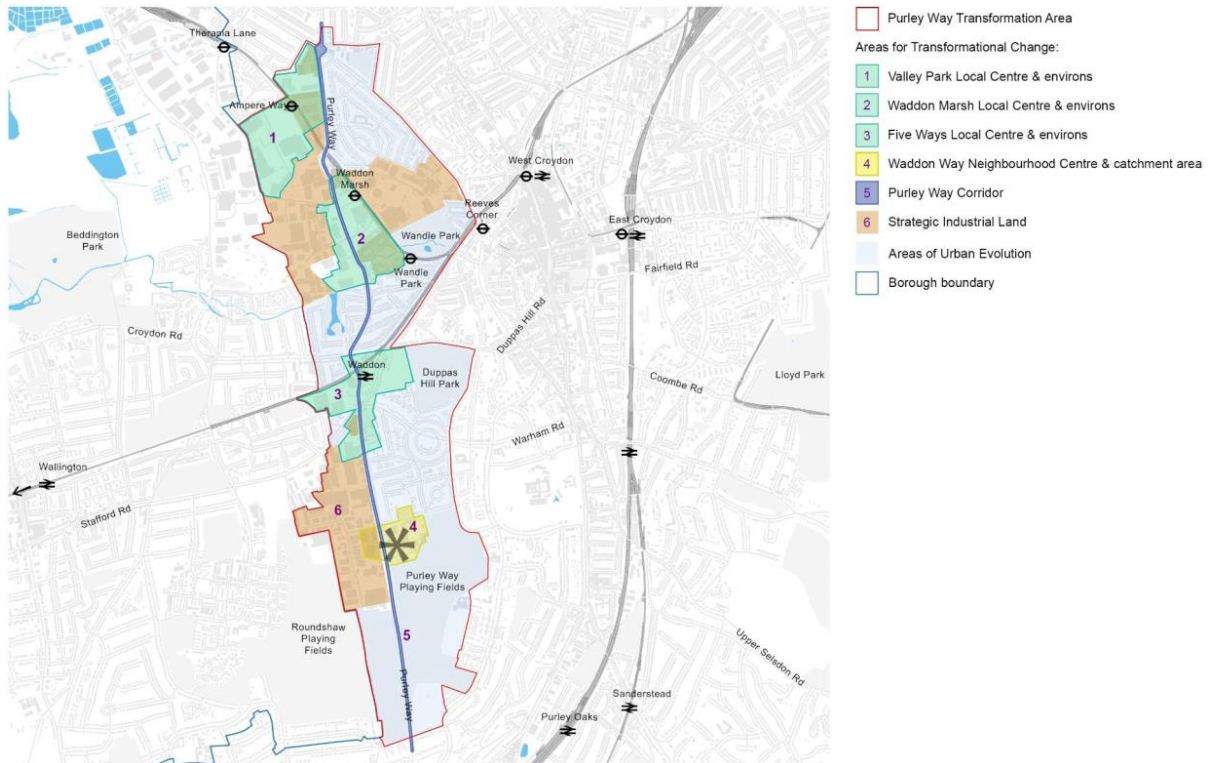 Therapia Lane
Ampere Way
1
Purley Way
Waddon
Marsh
West Croydon
Reeves
Corner
East Croydon
Beddington
Park
2
Wandle Park
Wandle
Park
Fairfield Rd
Croydon Rd
Duppas Hill Rd
Waddon
Duppas
Hill Park
Coombe Rd
Lloyd Park
3
Warham Rd
Wallington
Stafford Rd
6
4
Purley Way
Playing Fields
Roundshaw
Playing
Fields
5
Upper Selsdon Rd
Purley Way
Sanderstead
Purley Oaks
Purley Way Transformation Area
Areas for Transformational Change:
1 Valley Park Local Centre & environs
2 Waddon Marsh Local Centre & environs
3 Five Ways Local Centre & environs
4 Waddon Way Neighbourhood Centre & catchment area
5 Purley Way Corridor
6 Strategic Industrial Land
Areas of Urban Evolution
Borough boundary